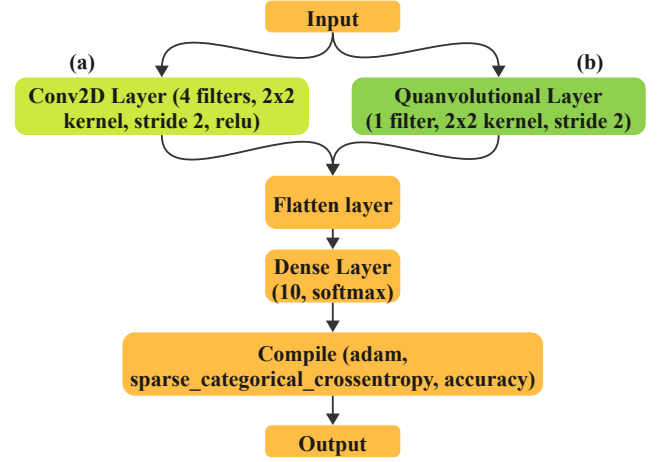 Input
(a)
(b)
Conv2D Layer (4 filters, 2x2
kernel, stride 2, relu)
Quanvolutional Layer
(1 filter, 2x2 kernel, stride 2)
Flatten layer
Dense Layer
(10, softmax)
Compile (adam,
sparse_categorical_crossentropy, accuracy)
Output